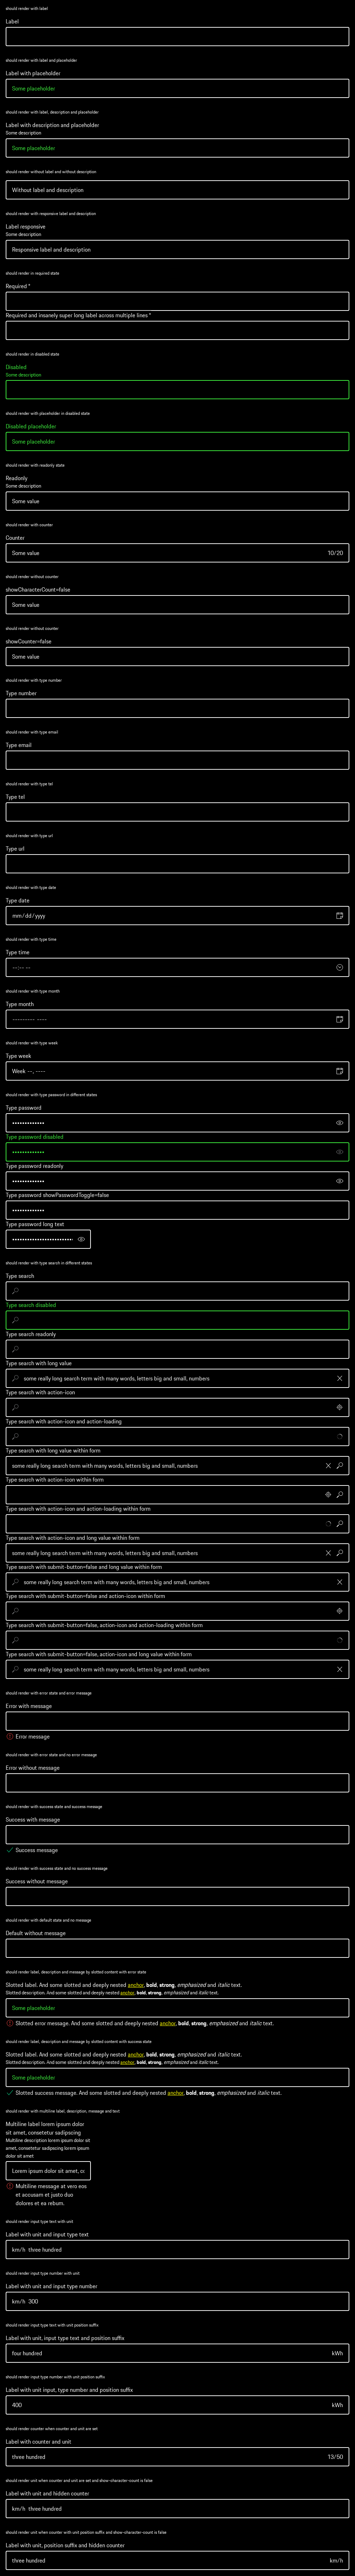 should render with label
Label
should render with label and placeholder
Label with placeholder
Some placeholder
should render with label, description and placeholder
Label with description and placeholder
Some description
Some placeholder
should render without label and without description
Without label and description
should render with responsive label and description
Label responsive
Some description
Responsive label and description
should render in required state
Required *
Required and insanely super long label across multiple lines *
should render in disabled state
Disabled
Some description
should render with placeholder in disabled state
Disabled placeholder
Some placeholder
should render with readonly state
Readonly
Some description
Some value
should render with counter
Counter
Some value 10/20
should render without counter
showCharacterCount=false
Some value
should render without counter
showCounter=false
Some value
should render with type number
Type number
should render with type email
Type email
should render with type tel
Type tel
should render with type url
Type url
should render with type date
Type date
mm/dd/yyyy
should render with type time
Type time
--:-- --
should render with type month
Type month
--------- ----
should render with type week
Type week
Week --, ----
should render with type password in different states
Type password
•••••••••••••
Type password disabled
•••••••••••••
Type password readonly
•••••••••••••
Type password showPasswordToggle=false
•••••••••••••
Type password long text
•••••••••••••••••••••••••
should render with type search in different states
Type search
Type search disabled
Type search readonly
Type search with long value
some really long search term with many words, letters big and small, numbers
Type search with action-icon
Type search with action-icon and action-loading
Type search with long value within form
some really long search term with many words, letters big and small, numbers
Type search with action-icon within form
Type search with action-icon and action-loading within form
Type search with action-icon and long value within form
some really long search term with many words, letters big and small, numbers
Type search with submit-button=false and long value within form
some really long search term with many words, letters big and small, numbers
Type search with submit-button=false and action-icon within form
Type search with submit-button=false, action-icon and action-loading within form
Type search with submit-button=false, action-icon and long value within form
some really long search term with many words, letters big and small, numbers
should render with error state and error message
Error with message
Error message
should render with error state and no error message
Error without message
should render with success state and success message
Success with message
Success message
should render with success state and no success message
Success without message
should render with default state and no message
Default without message
should render label, description and message by slotted content with error state
Slotted label. And some slotted and deeply nested anchor, bold, strong, emphasized and italic text.
Slotted description. And some slotted and deeply nested anchor, bold, strong, emphasized and italic text.
Some placeholder
Slotted error message. And some slotted and deeply nested anchor, bold, strong, emphasized and italic text.
should render label, description and message by slotted content with success state
Slotted label. And some slotted and deeply nested anchor, bold, strong, emphasized and italic text.
Slotted description. And some slotted and deeply nested anchor, bold, strong, emphasized and italic text.
Some placeholder
Slotted success message. And some slotted and deeply nested anchor, bold, strong, emphasized and italic text.
should render with multiline label, description, message and text
Multiline label lorem ipsum dolor
sit amet, consetetur sadipscing
Multiline description lorem ipsum dolor sit
amet, consetetur sadipscing lorem ipsum
dolor sit amet
Lorem ipsum dolor sit amet, co
Multiline message at vero eos
et accusam et justo duo
dolores et ea rebum.
should render input type text with unit
Label with unit and input type text
km/h three hundred
should render input type number with unit
Label with unit and input type number
km/h 300
should render input type text with unit position suffix
Label with unit, input type text and position suffix
four hundred kWh
should render input type number with unit position suffix
Label with unit input, type number and position suffix
400 kWh
should render counter when counter and unit are set
Label with counter and unit
three hundred 13/50
should render unit when counter and unit are set and show-character-count is false
Label with unit and hidden counter
km/h three hundred
should render unit when counter with unit position suffix and show-character-count is false
Label with unit, position suffix and hidden counter
three hundred km/h